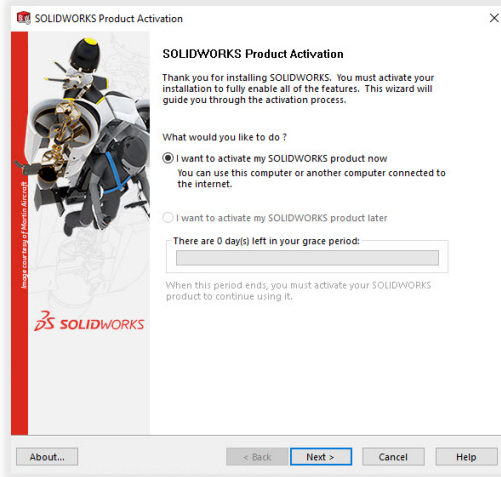 SOLIDWORKS Product Activation
SOLIDWORKS Product Activation
Thank you for installing SOLIDWORKS. You must activate your
installation to fully enable all of the features. This wizard will
guide you through the activation process.
What would you like to do ?
I want to activate my SOLIDWORKS product now
You can use this computer or another computer connected to
the internet.
I want to activate my SOLIDWORKS product later
There are 0 day(s) left in your grace period:
When this period ends, you must activate your SOLIDWORKS
product to continue using it.
Image courtesy of Martin Aircraft
SOLIDWORKS
About...
< Back
Next >
Cancel
Help